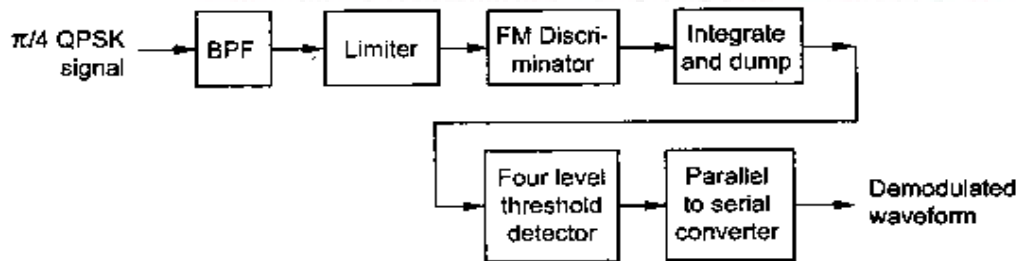 π/4 QPSK
signal
BPF
Limiter
FM Discri-
minator
Integrate
and dump
Four level
threshold
detector
Parallel
to serial
converter
Demodulated
waveform